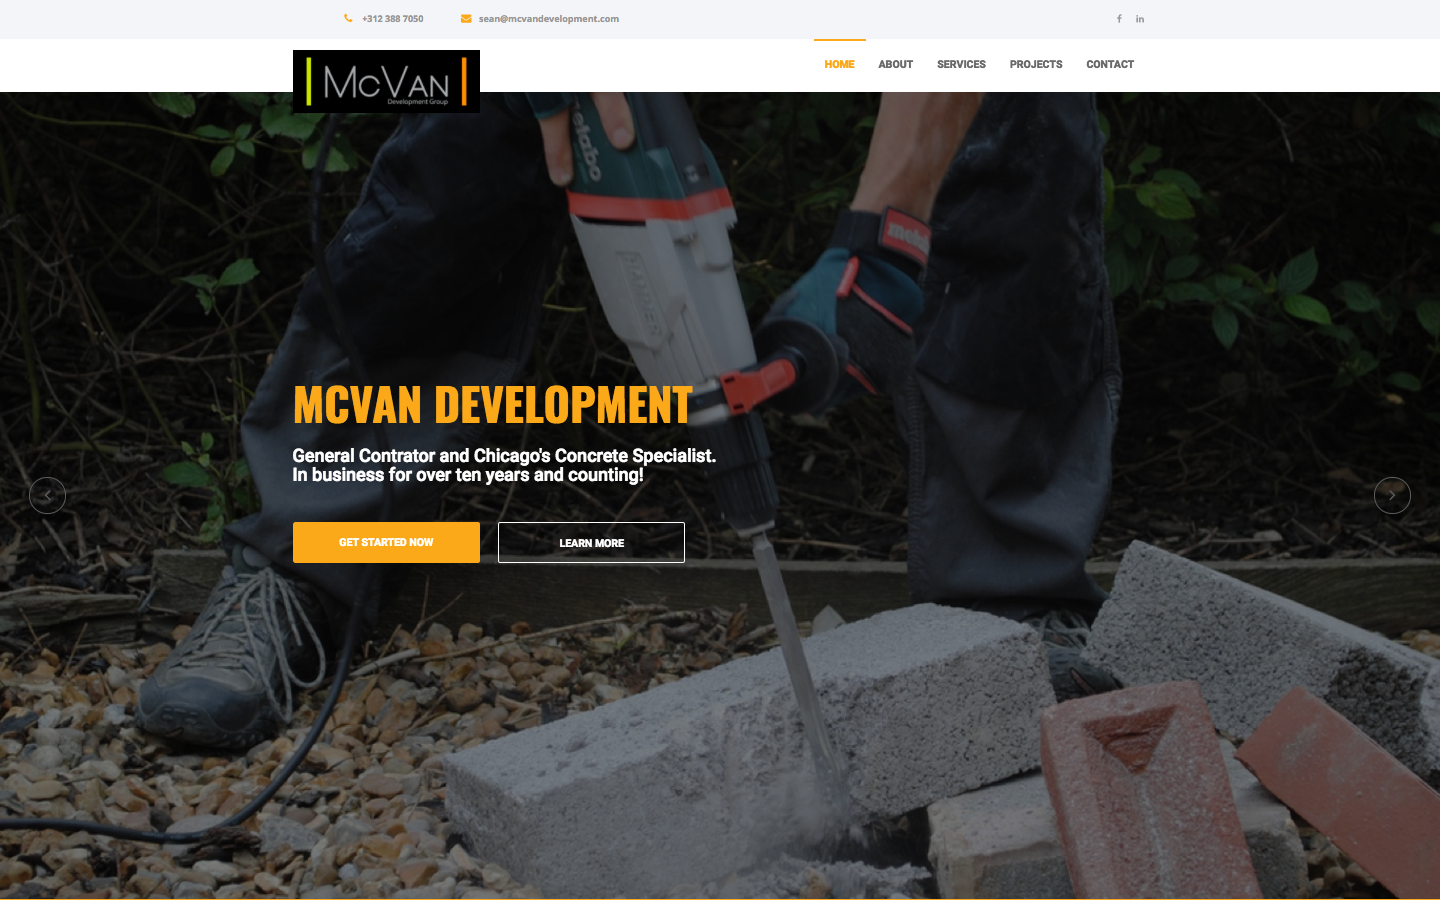 +312 388 7050
sean@mcvandevelopment.com
McVan
Development Group
HOME
ABOUT
SERVICES
PROJECTS
CONTACT
metabo
MCVAN DEVELOPMENT
General Contrator and Chicago's Concrete Specialist.
In business for over ten years and counting!
GET STARTED NOW
LEARN MORE